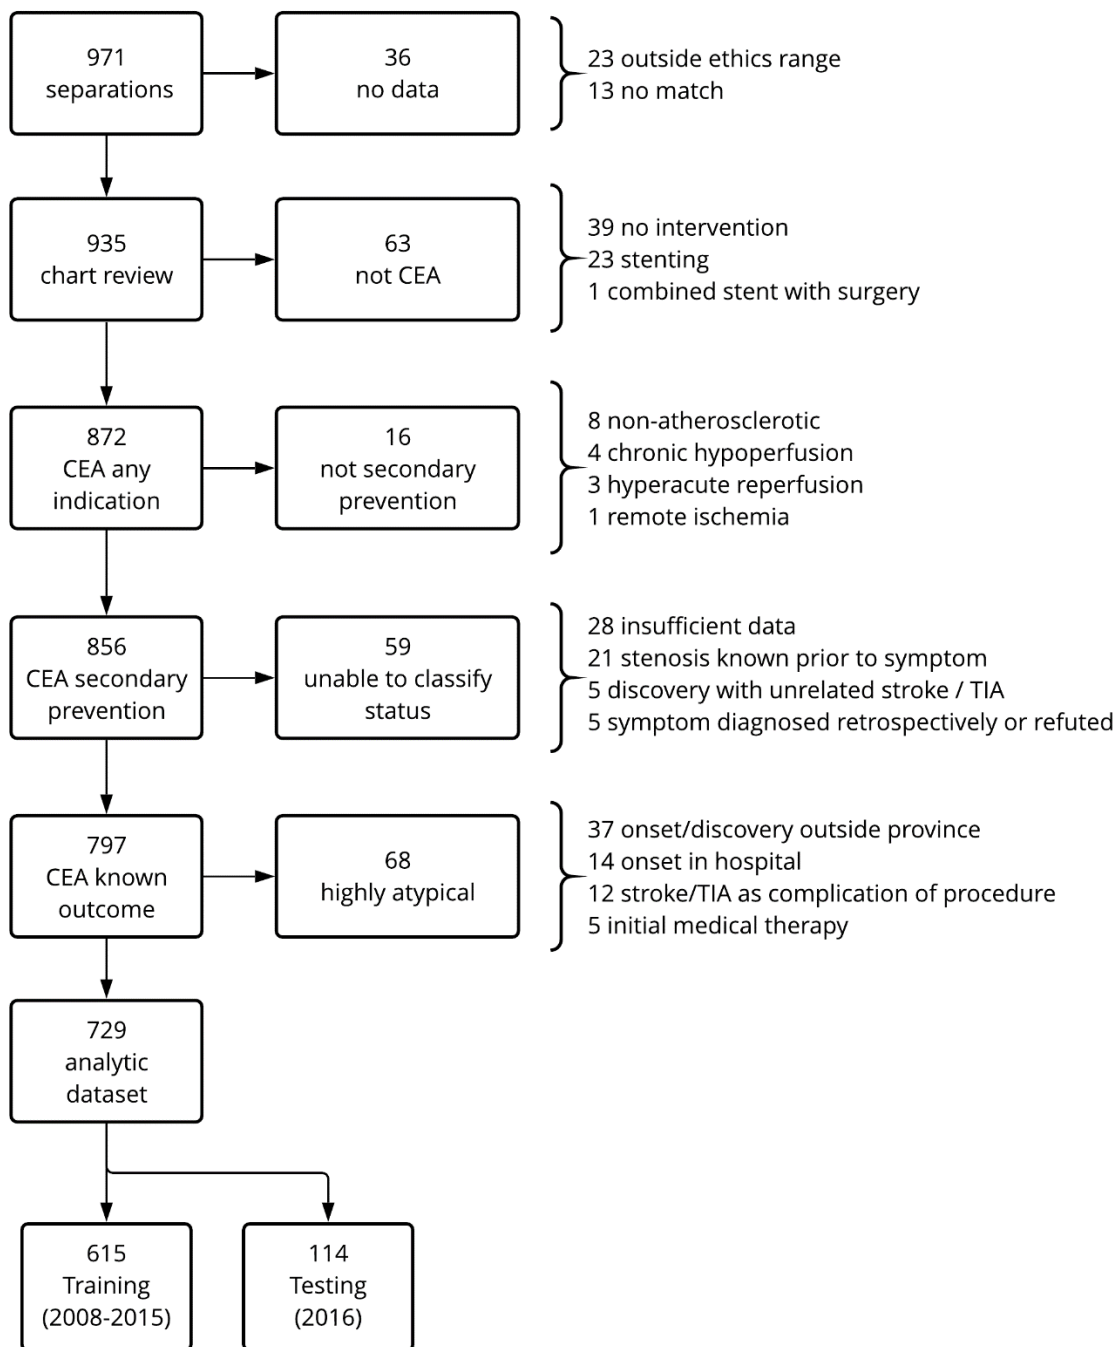 971
separations
36
no data
23 outside ethics range
13 no match
935
chart review
63
not CEA
39 no intervention
23 stenting
1 combined stent with surgery
872
CEA any
indication
16
not secondary
prevention
8 non-atherosclerotic
4 chronic hypoperfusion
3 hyperacute reperfusion
1 remote ischemia
856
CEA secondary
prevention
59
unable to classify
status
28 insufficient data
21 stenosis known prior to symptom
5 discovery with unrelated stroke / TIA
5 symptom diagnosed retrospectively or refuted
797
CEA known
outcome
68
highly atypical
37 onset/discovery outside province
14 onset in hospital
12 stroke/TIA as complication of procedure
5 initial medical therapy
729
analytic
dataset
615
Training
(2008-2015)
114
Testing
(2016)